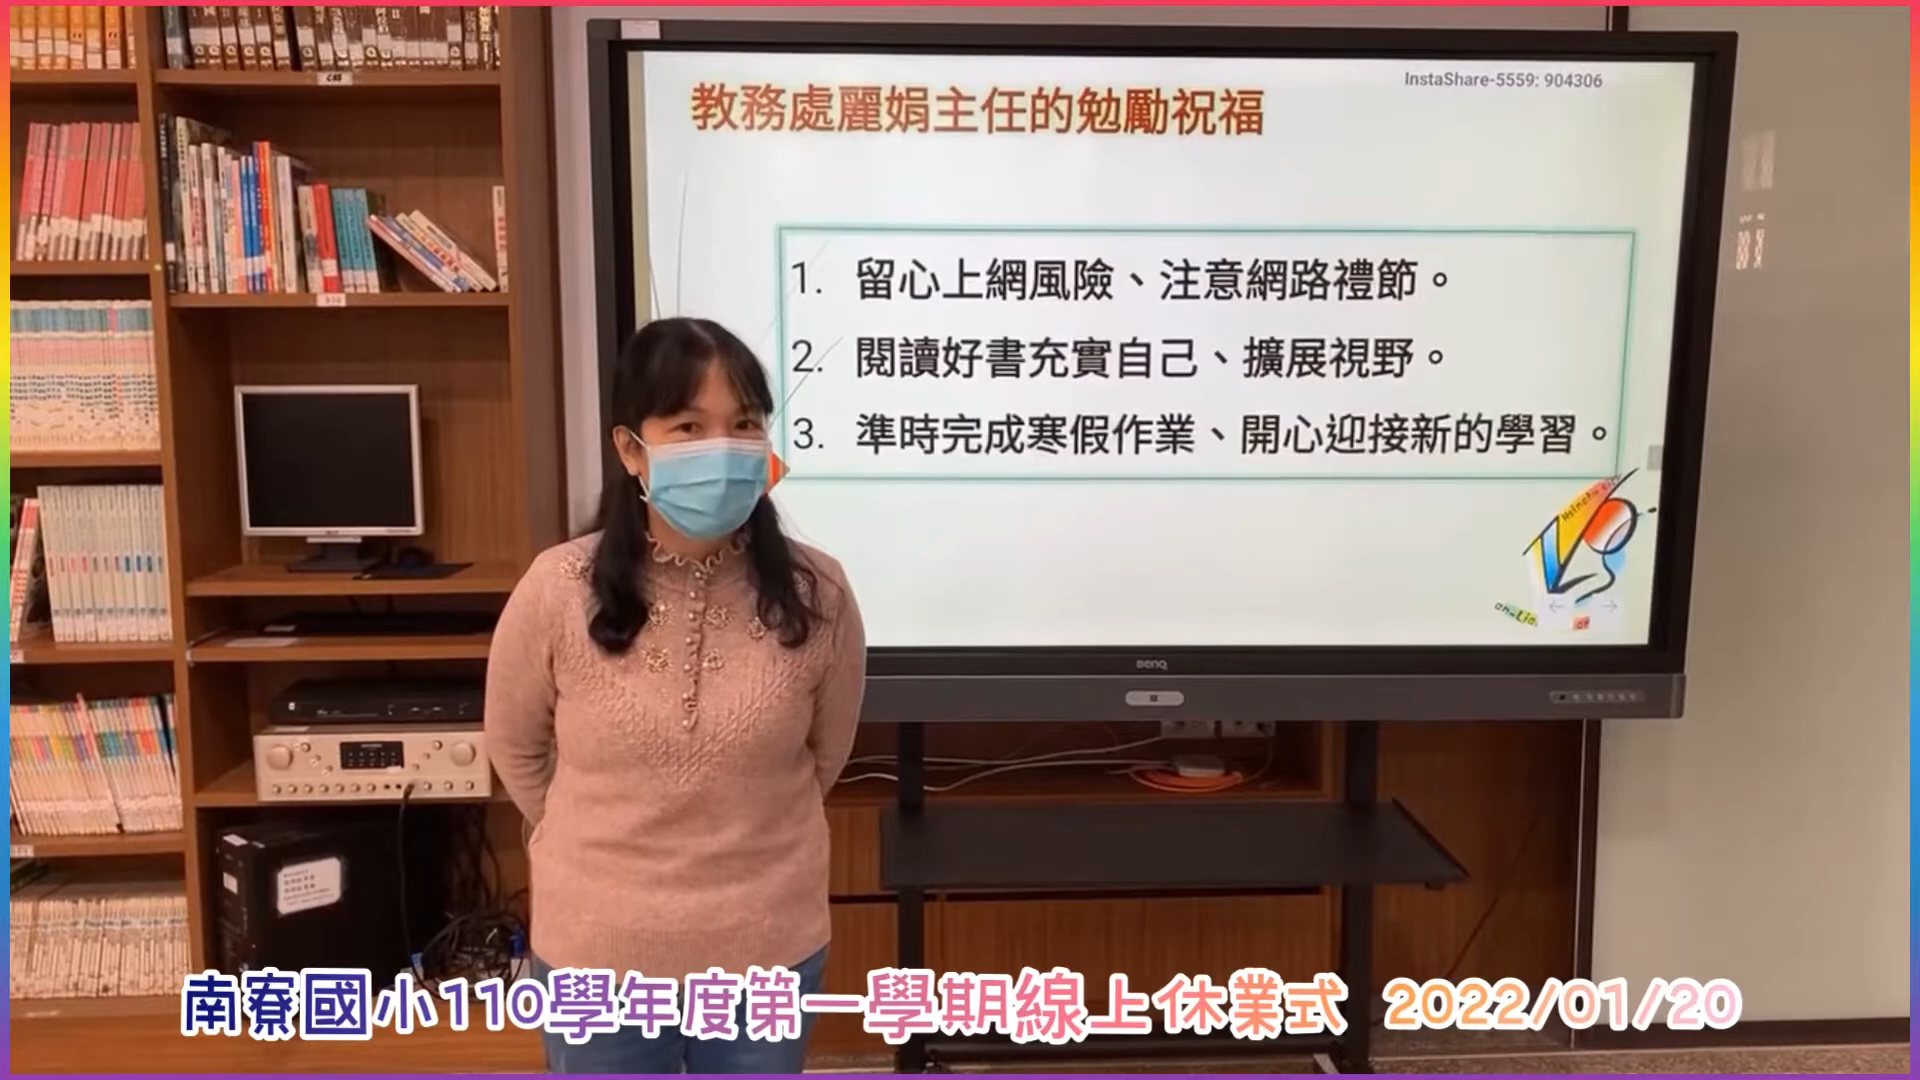 InstaShare-5559: 904306
教務處麗娟主任的勉勵祝福
1. 留心上網風險、注意網路禮節。
2. 閱讀好書充實自己、擴展視野。
3. 準時完成寒假作業、開心迎接新的學習。
BenQ
南寮國小110學年度第一學期線上休業式 2022/01/20